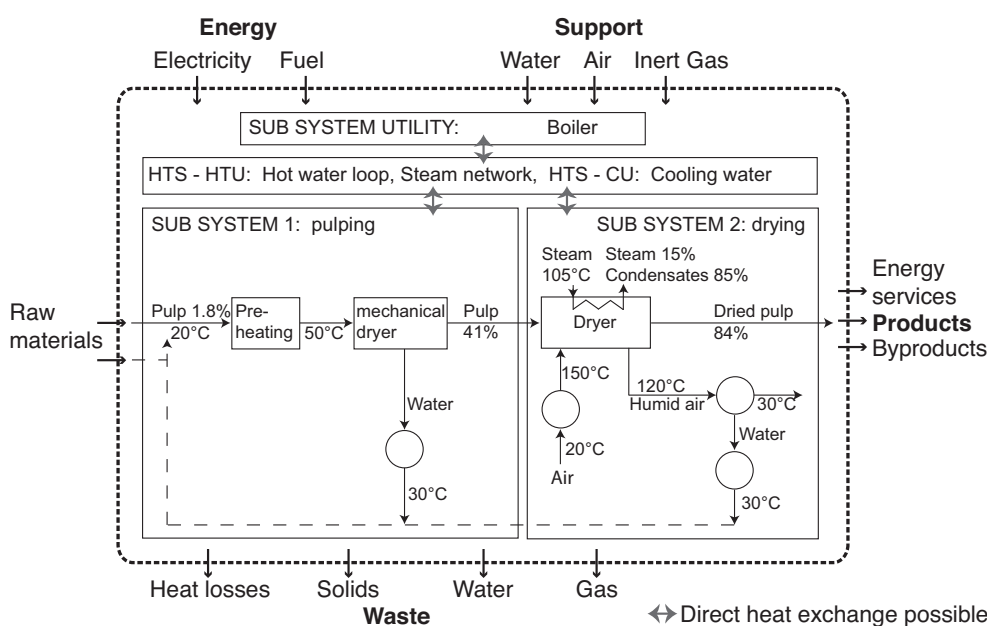 Energy
Support
Electricity Fuel
Water Air Inert Gas
SUB SYSTEM UTILITY: Boiler
HTS - HTU: Hot water loop, Steam network, HTS - CU: Cooling water
SUB SYSTEM 1: pulping
SUB SYSTEM 2: drying
Steam
105°C
Steam 15%
Condensates 85%
Raw
materials
Pulp 1.8%
20°C
Pre-
heating
50°C
mechanical
dryer
Pulp
41%
Dryer
Dried pulp
84%
Energy
services
Products
Byproducts
150°C
120°C
Humid air
30°C
Water
20°C
Air
Water
30°C
30°C
Heat losses
Solids
Water
Gas
Waste
Direct heat exchange possible